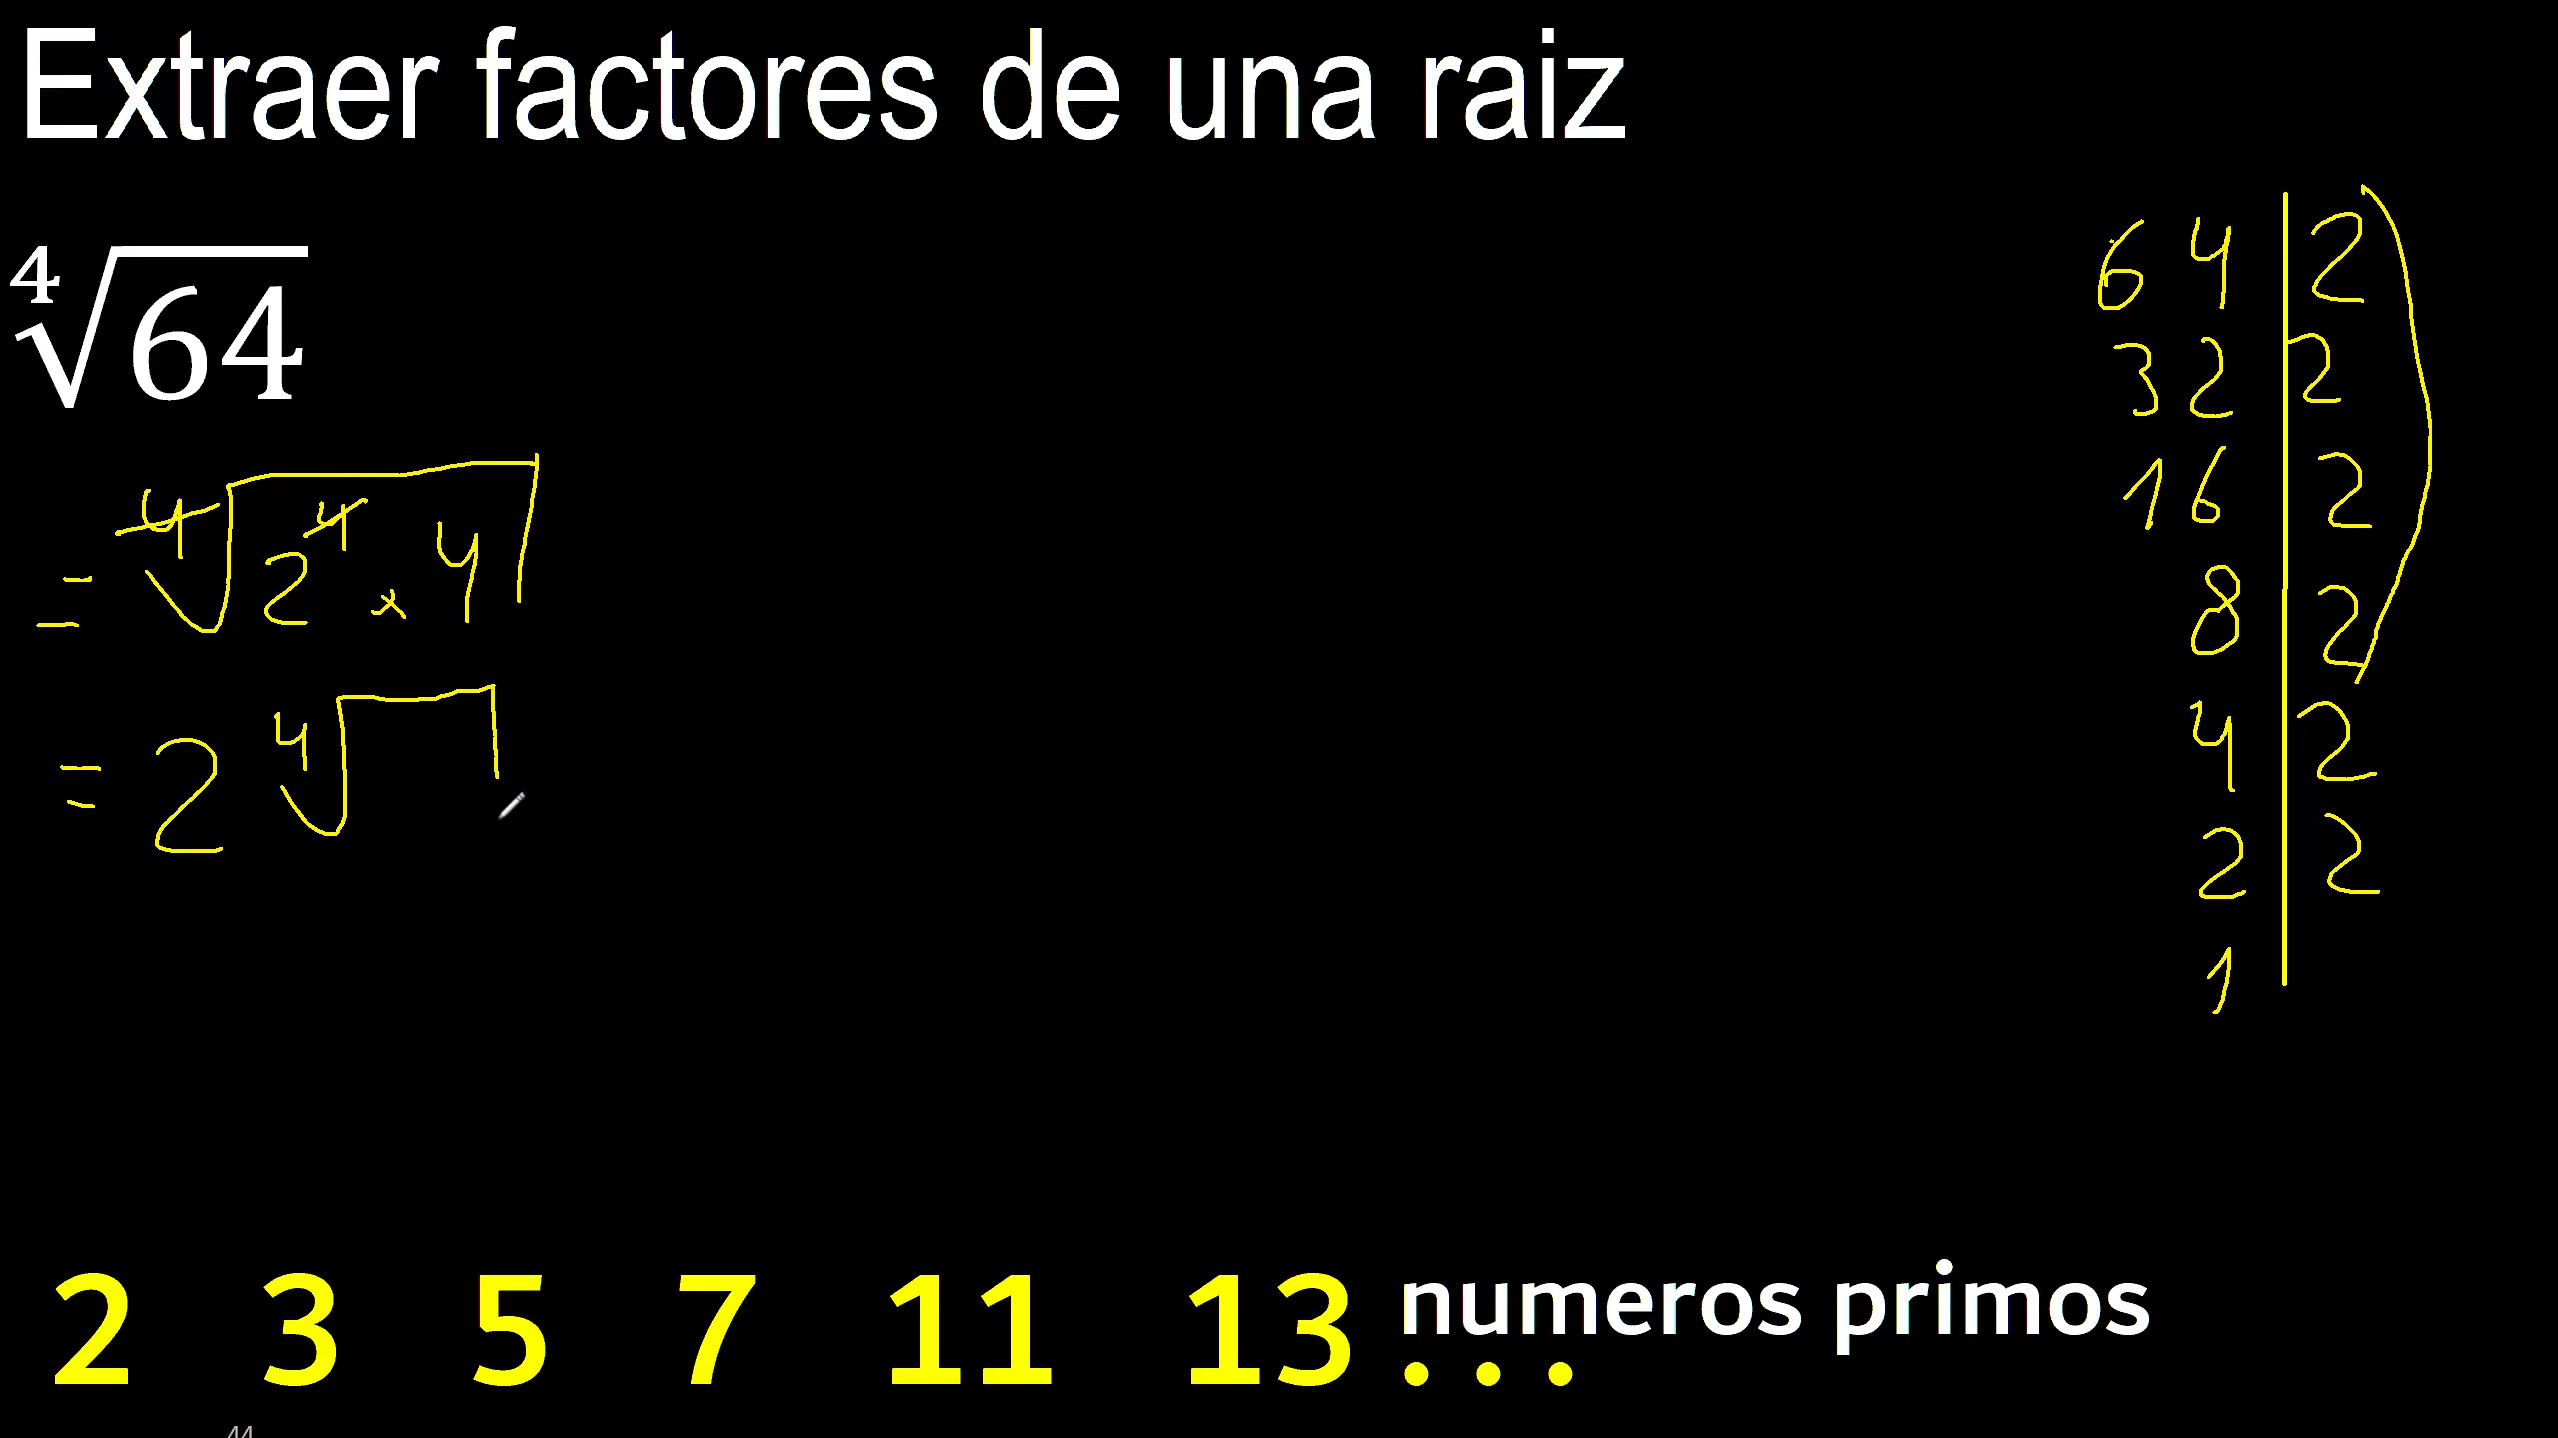 Extraer factores de una raiz
⁴√64
= ⁴√2⁴ × 4
= 2 ⁴√
64 | 2
32 | 2
16 | 2
8 | 2
4 | 2
2 | 2
1
2 3 5 7 11 13 ... numeros primos